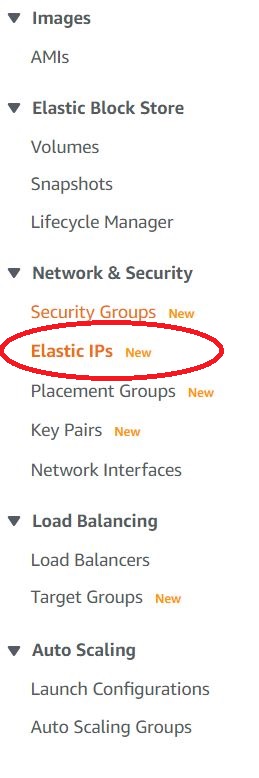 Images
AMIs
Elastic Block Store
Volumes
Snapshots
Lifecycle Manager
Network & Security
Security Groups New
Elastic IPs New
Placement Groups New
Key Pairs New
Network Interfaces
Load Balancing
Load Balancers
Target Groups New
Auto Scaling
Launch Configurations
Auto Scaling Groups